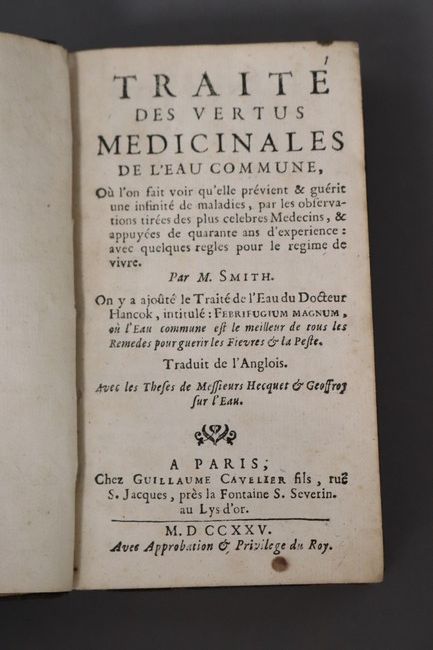 TRAITÉ
DES VERTUS
MEDICINALES
DE L'EAU COMMUNE,
Où l'on fait voir qu'elle prévient & guérit
une infinité de maladies, par les observa-
tions tirées des plus celebres Medecins, &
appuyées de quarante ans d'experience :
avec quelques regles pour le regime de
vivre.
Par M. SMITH.
On y a ajoûté le Traité de l'Eau du Docteur
Hancok, intitulé : FEBRIFUGIUM MAGNUM,
où l'Eau commune est le meilleur de tous les
Remedes pour guerir les Fievres & la Peste.
Traduit de l'Anglois.
Avec les Theses de Messieurs Hecquet & Geoffroy
sur l'Eau.
A PARIS;
Chez GUILLAUME CAVELIER fils, ruë
S. Jacques, près la Fontaine S. Severin.
au Lys d'or.
M. D CCXXV.
Avec Approbation & Privilege du Roy.